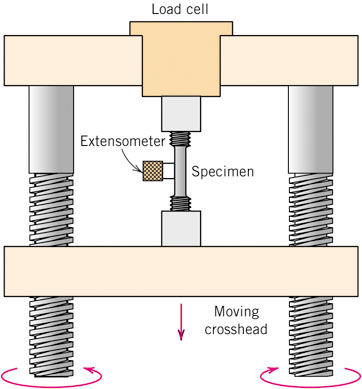 Load cell
Extensometer
Specimen
Moving
crosshead